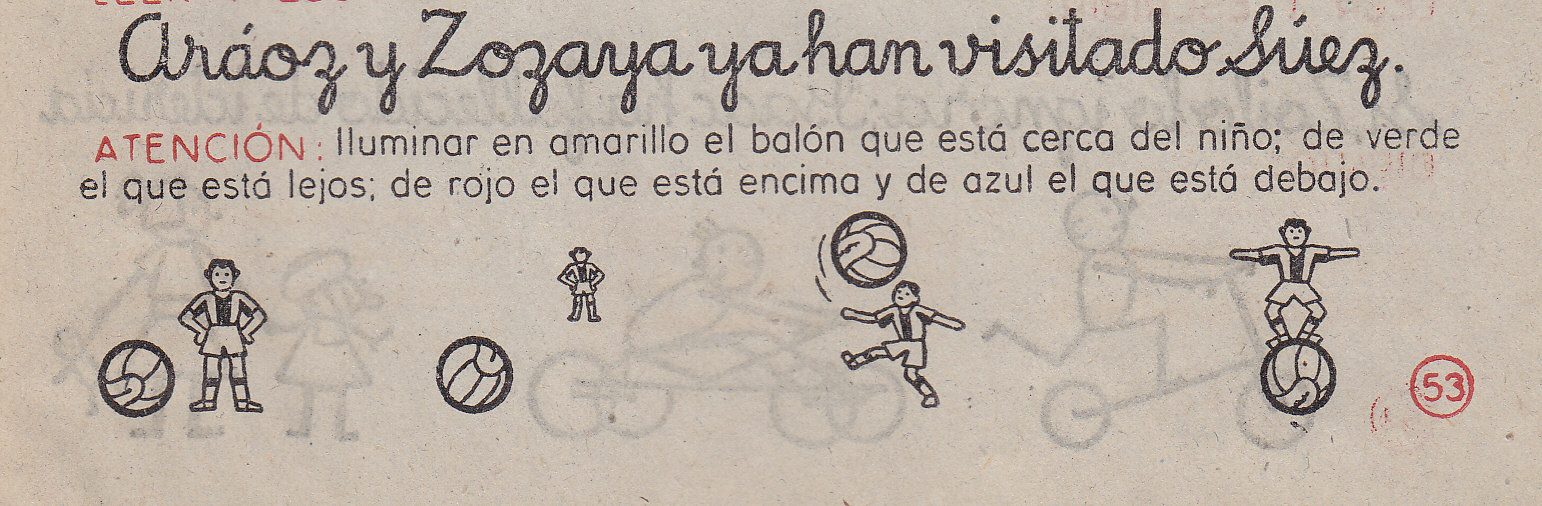 Aráoz y Zozaya ya han visitado Súez.
ATENCIÓN: Iluminar en amarillo el balón que está cerca del niño; de verde
el que está lejos; de rojo el que está encima y de azul el que está debajo.
53